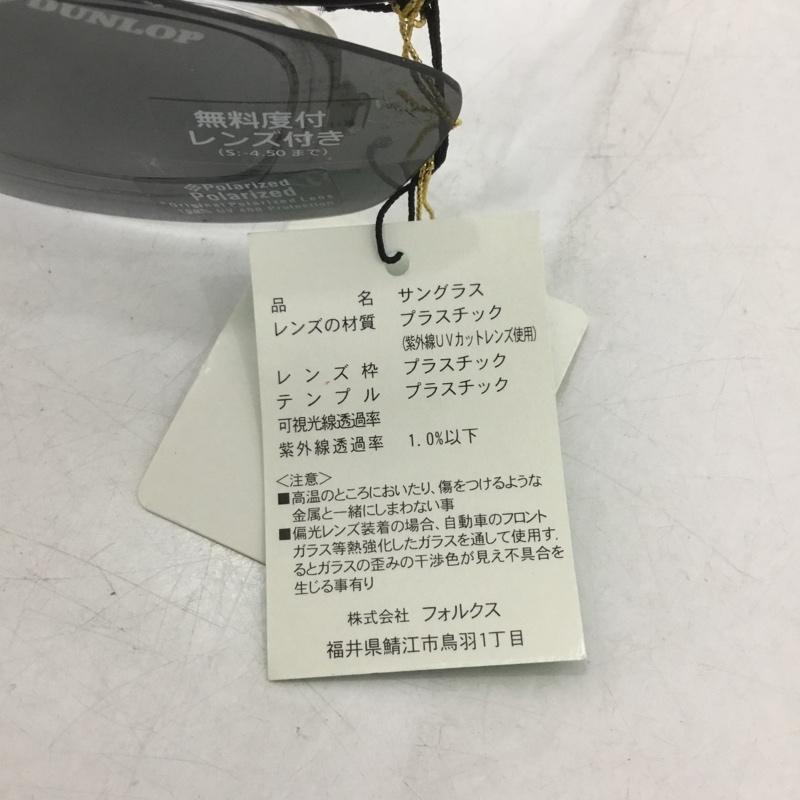 DUNLOP
無料度付
レンズ付き
(S:-4.50 まで)
Polarized
Polarized
Original Polarized Lens
100% UV 400 Protection
品 名 サングラス
レンズの材質 プラスチック
(紫外線UVカットレンズ使用)
レンズ枠 プラスチック
テンプル プラスチック
可視光線透過率
紫外線透過率 1.0%以下
<注意>
■高温のところにおいたり、傷をつけるような
金属と一緒にしまわない事
■偏光レンズ装着の場合、自動車のフロント
ガラス等熱強化したガラスを通して使用す.
るとガラスの歪みの干渉色が見え不具合を
生じる事有り
株式会社 フォルクス
福井県鯖江市鳥羽1丁目